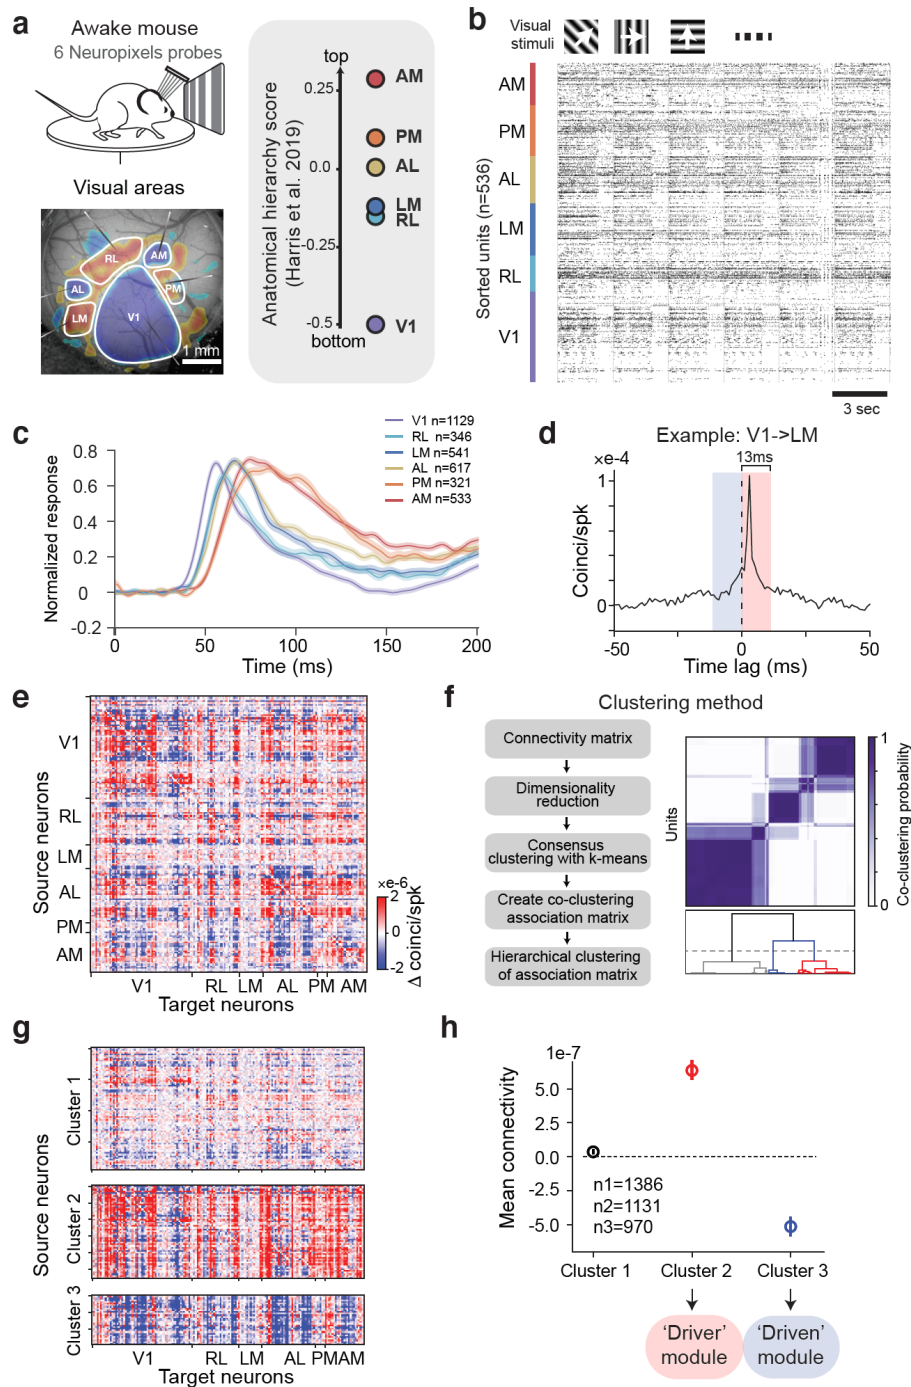 a
Awake mouse
6 Neuropixels probes
Visual areas
RL
AM
AL
PM
LM
V1
1 mm
Anatomical hierarchy score
(Harris et al. 2019)
top
0.25
0.0
-0.25
-0.5
bottom
AM
PM
AL
LM
RL
V1
b
Visual
stimuli
Sorted units (n=536)
AM
PM
AL
LM
RL
V1
3 sec
c
Normalized response
0.8
0.6
0.4
0.2
0
-0.2
0
50
100
150
200
Time (ms)
V1 n=1129
RL n=346
LM n=541
AL n=617
PM n=321
AM n=533
d
Example: V1->LM
×e-4
13ms
Coinci/spk
1
0
-50
0
50
Time lag (ms)
e
Source neurons
V1
RL
LM
AL
PM
AM
V1
RL
LM
AL
PM
AM
Target neurons
×e-6
2
0
-2
Δ coinci/spk
f
Clustering method
Connectivity matrix
Dimensionality
reduction
Consensus
clustering with k-means
Create co-clustering
association matrix
Hierarchical clustering
of association matrix
Units
1
0
Co-clustering probability
g
Source neurons
Cluster 1
Cluster 2
Cluster 3
V1
RL
LM
AL
PM
AM
Target neurons
h
1e-7
Mean connectivity
5.0
2.5
0.0
-2.5
-5.0
n1=1386
n2=1131
n3=970
Cluster 1
Cluster 2
Cluster 3
‘Driver’
module
‘Driven’
module